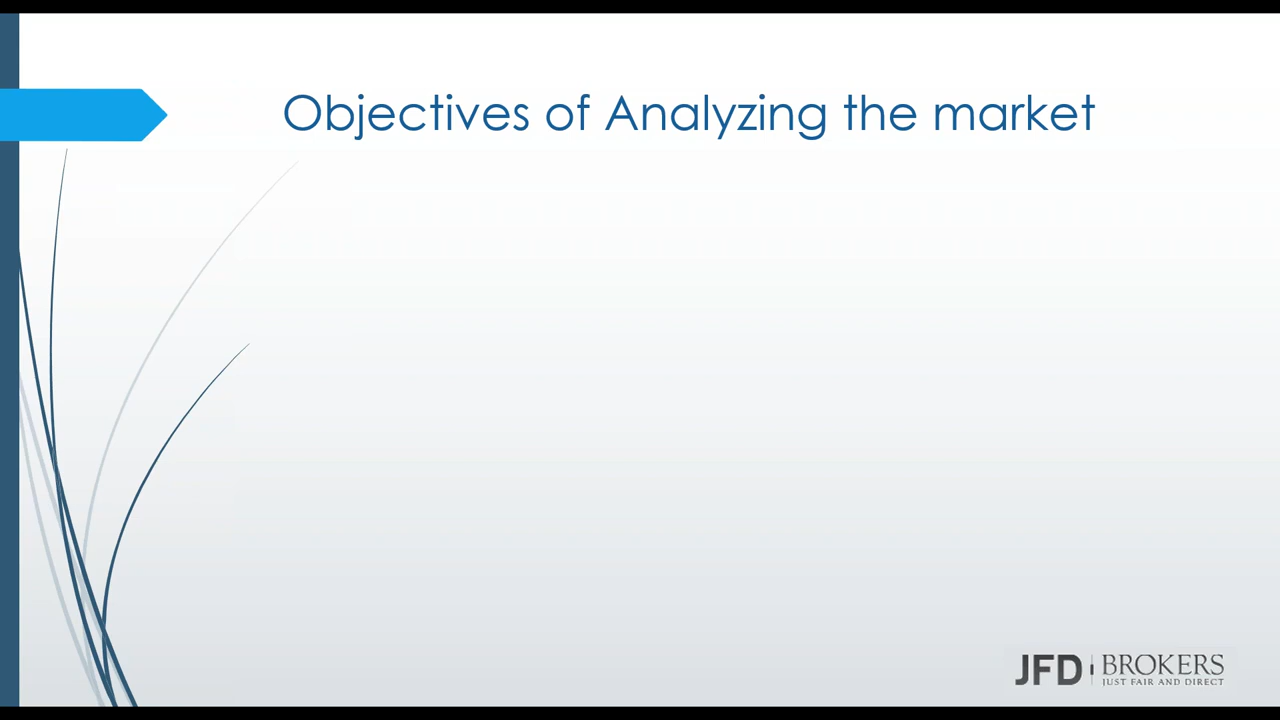 Objectives of Analyzing the market
JFD BROKERS
JUST FAIR AND DIRECT